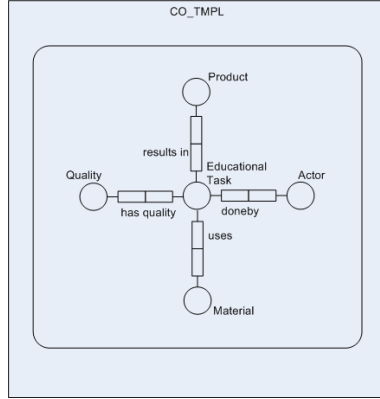 CO_TMPL
Product
results in
Educational
Task
Quality
Actor
has quality
doneby
uses
Material